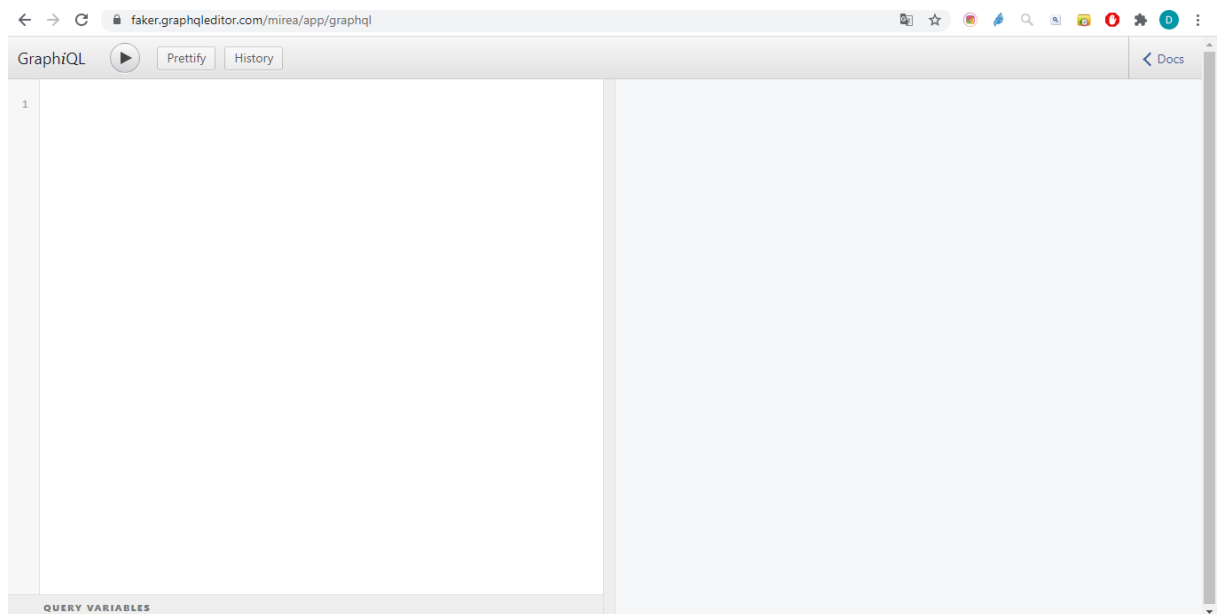 faker.graphqleditor.com/mirea/app/graphql
D
GraphiQL Prettify History Docs
1
QUERY VARIABLES